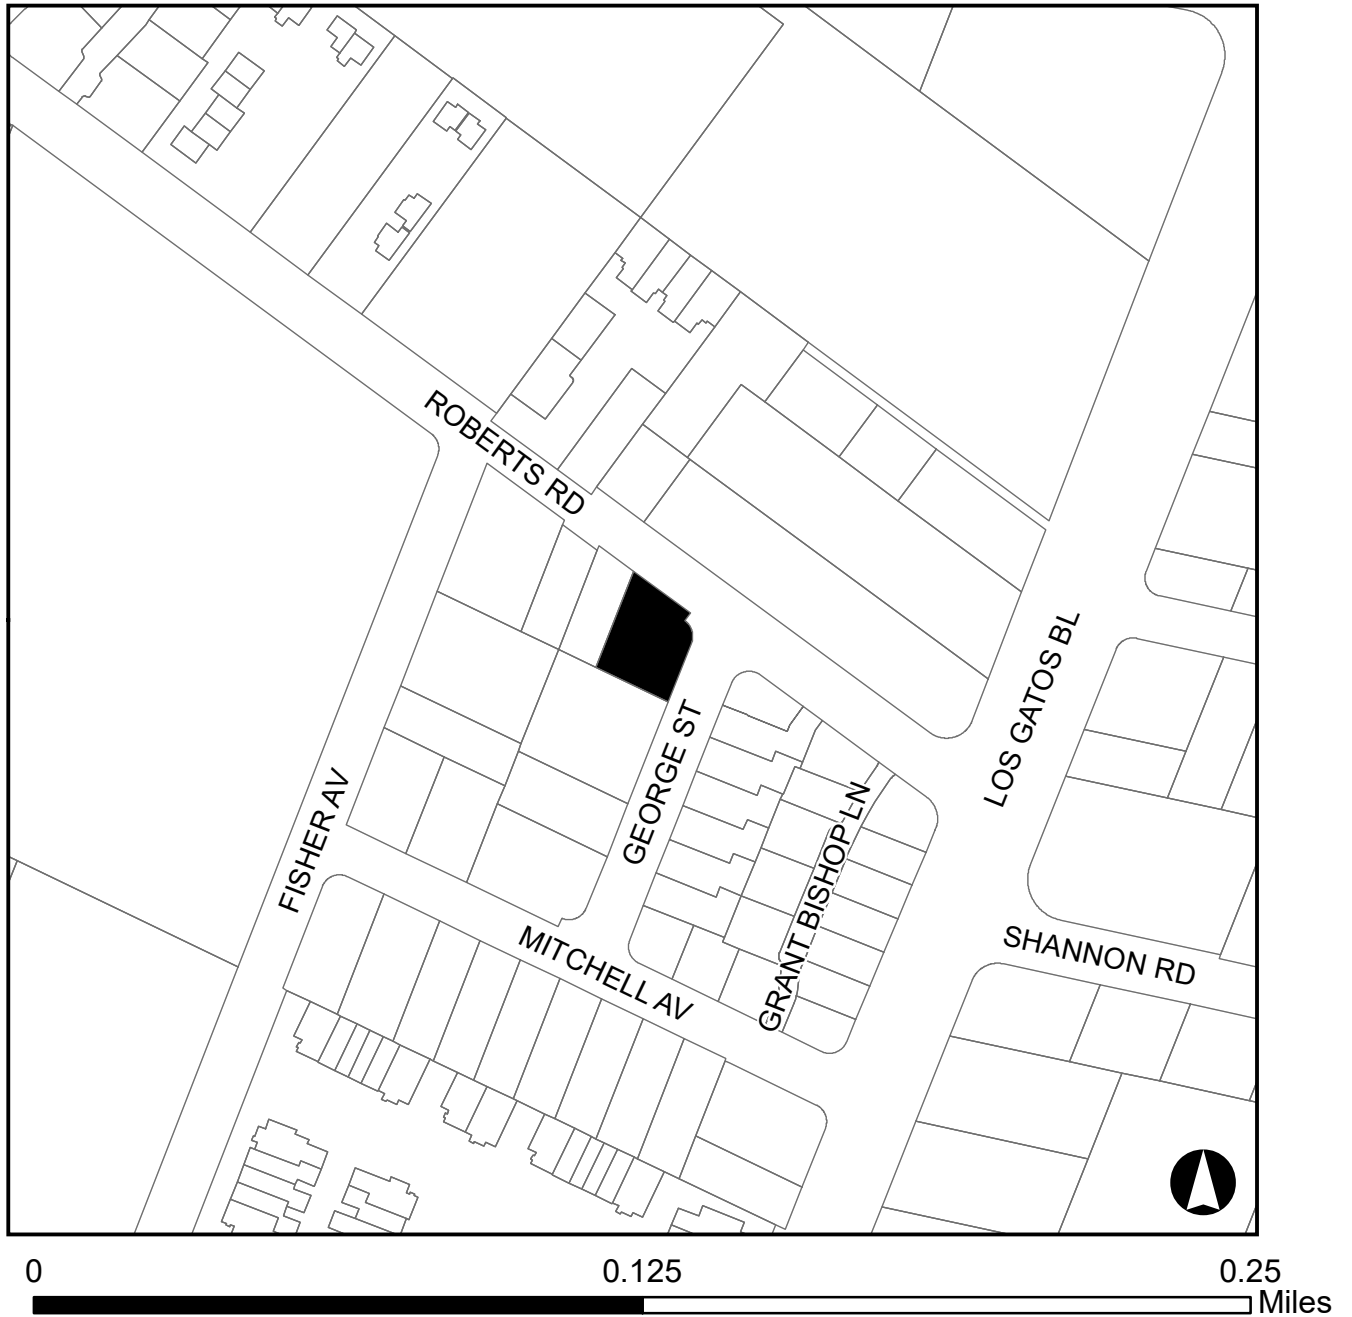 ROBERTS RD
LOS GATOS BL
GEORGE ST
FISHER AV
GRANT BISHOP LN
MITCHELL AV
SHANNON RD
0 0.125 0.25
Miles